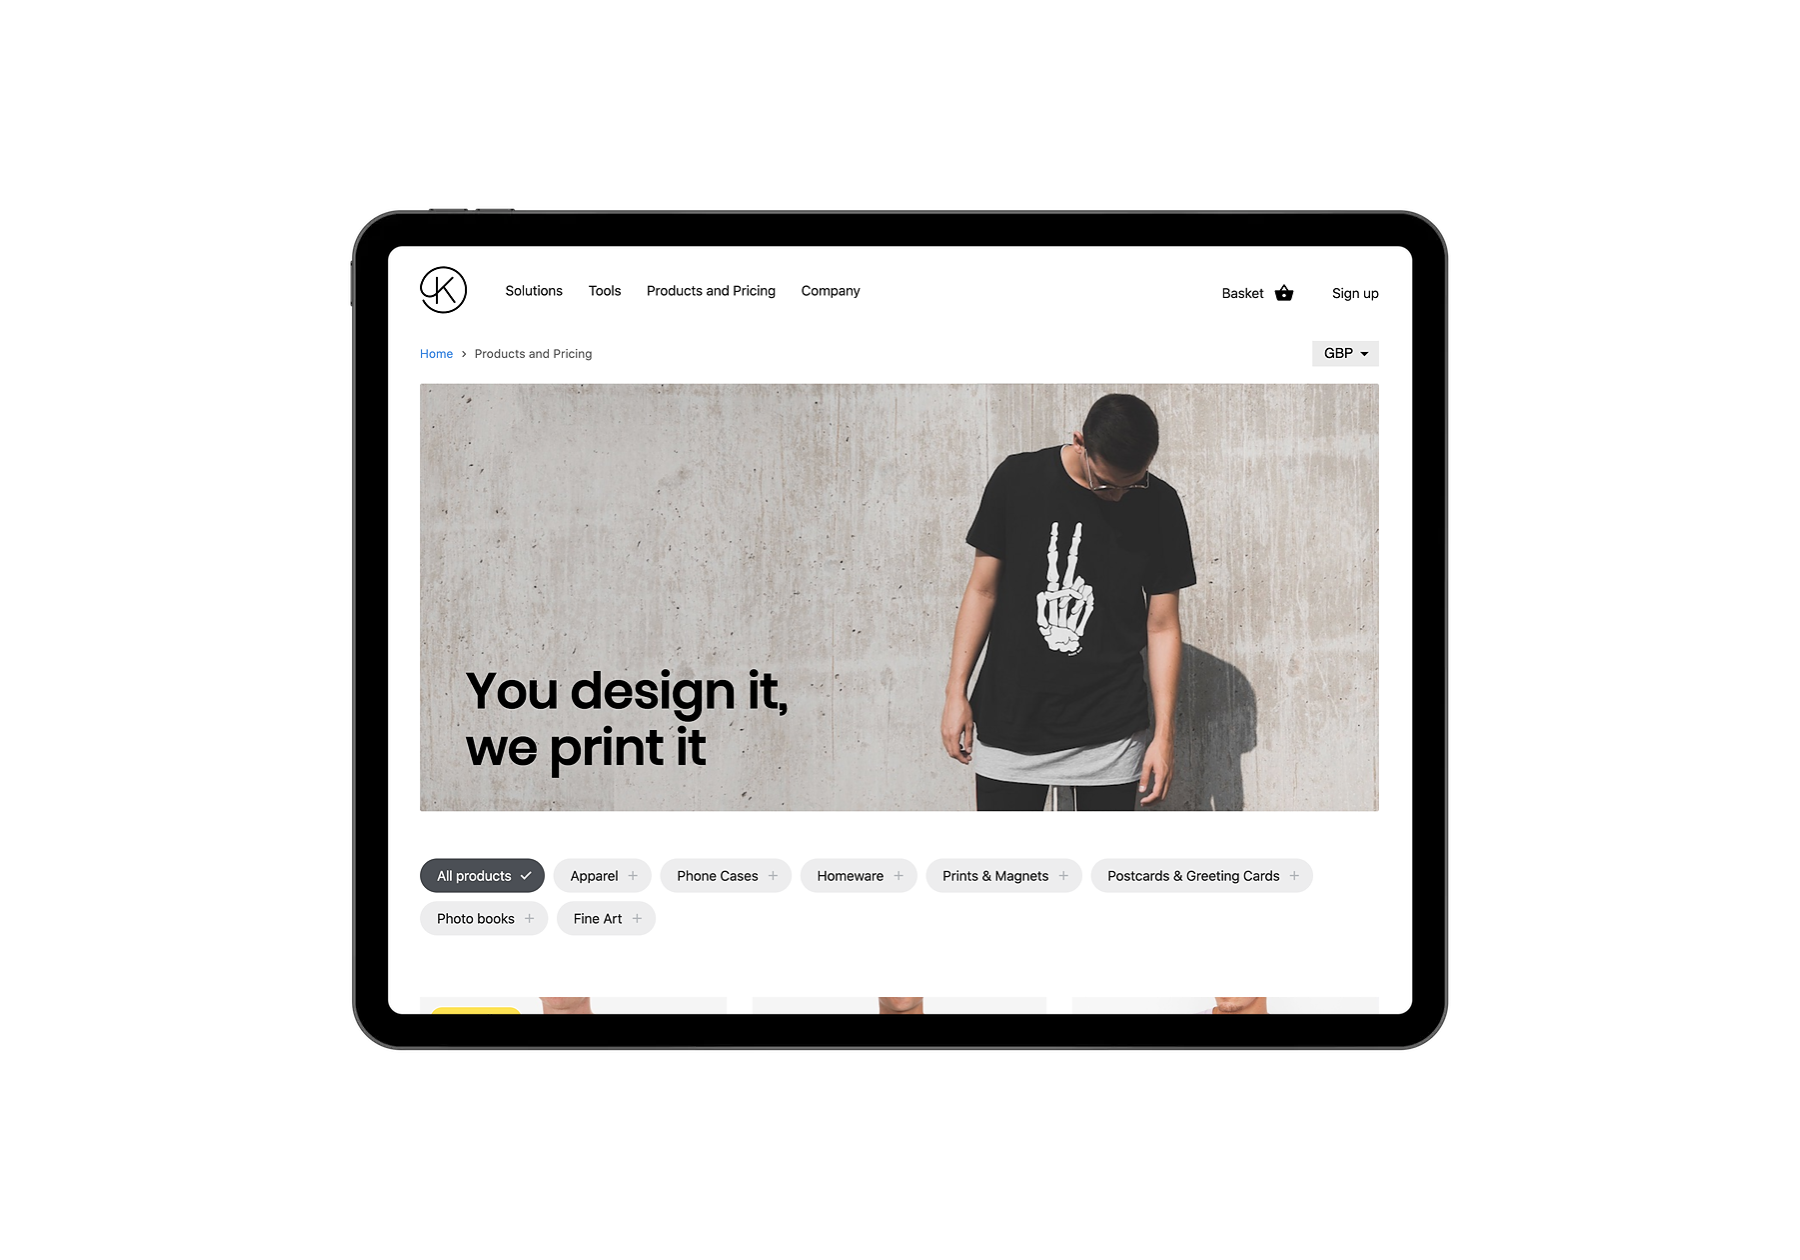 K
Solutions
Tools
Products and Pricing
Company
Basket
Sign up
Home > Products and Pricing
GBP
You design it,
we print it
All products
Apparel +
Phone Cases +
Homeware +
Prints & Magnets +
Postcards & Greeting Cards +
Photo books +
Fine Art +